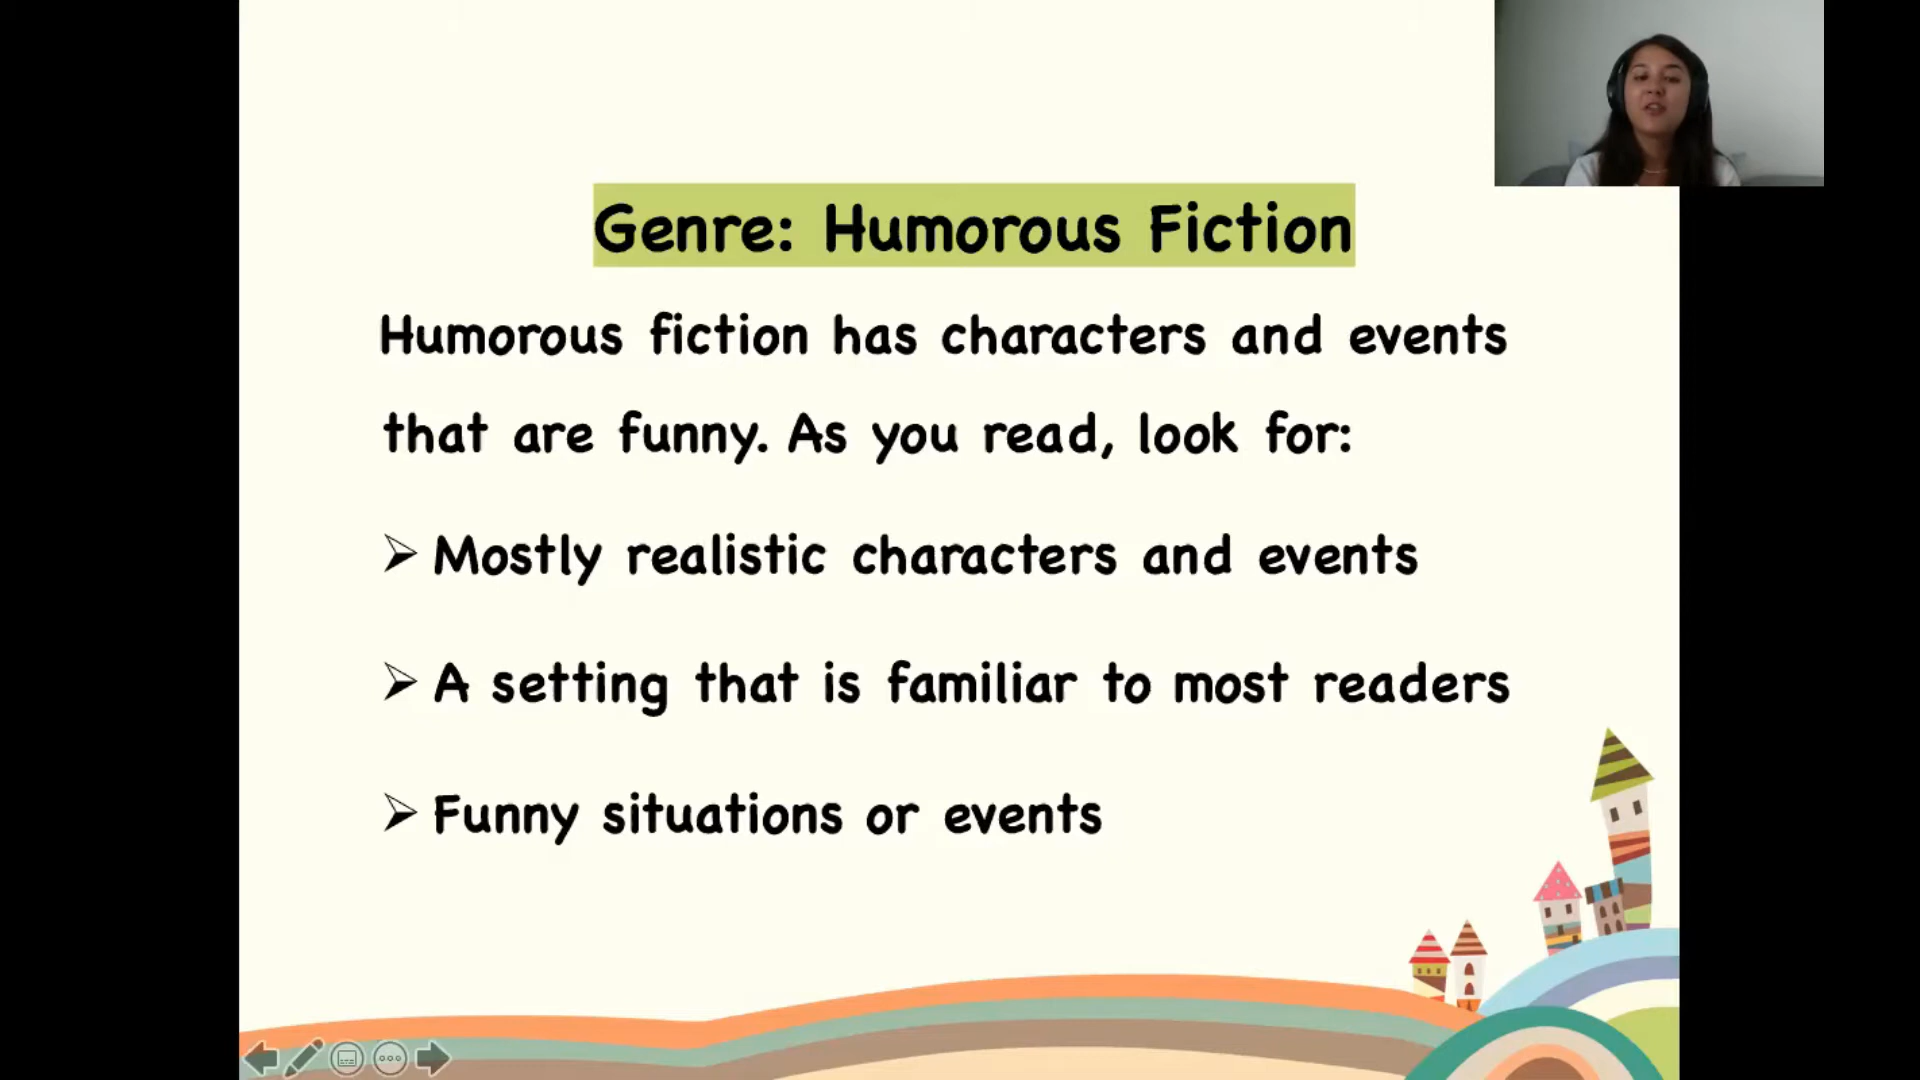 Genre: Humorous Fiction
Humorous fiction has characters and events
that are funny. As you read, look for:
Mostly realistic characters and events
A setting that is familiar to most readers
Funny situations or events